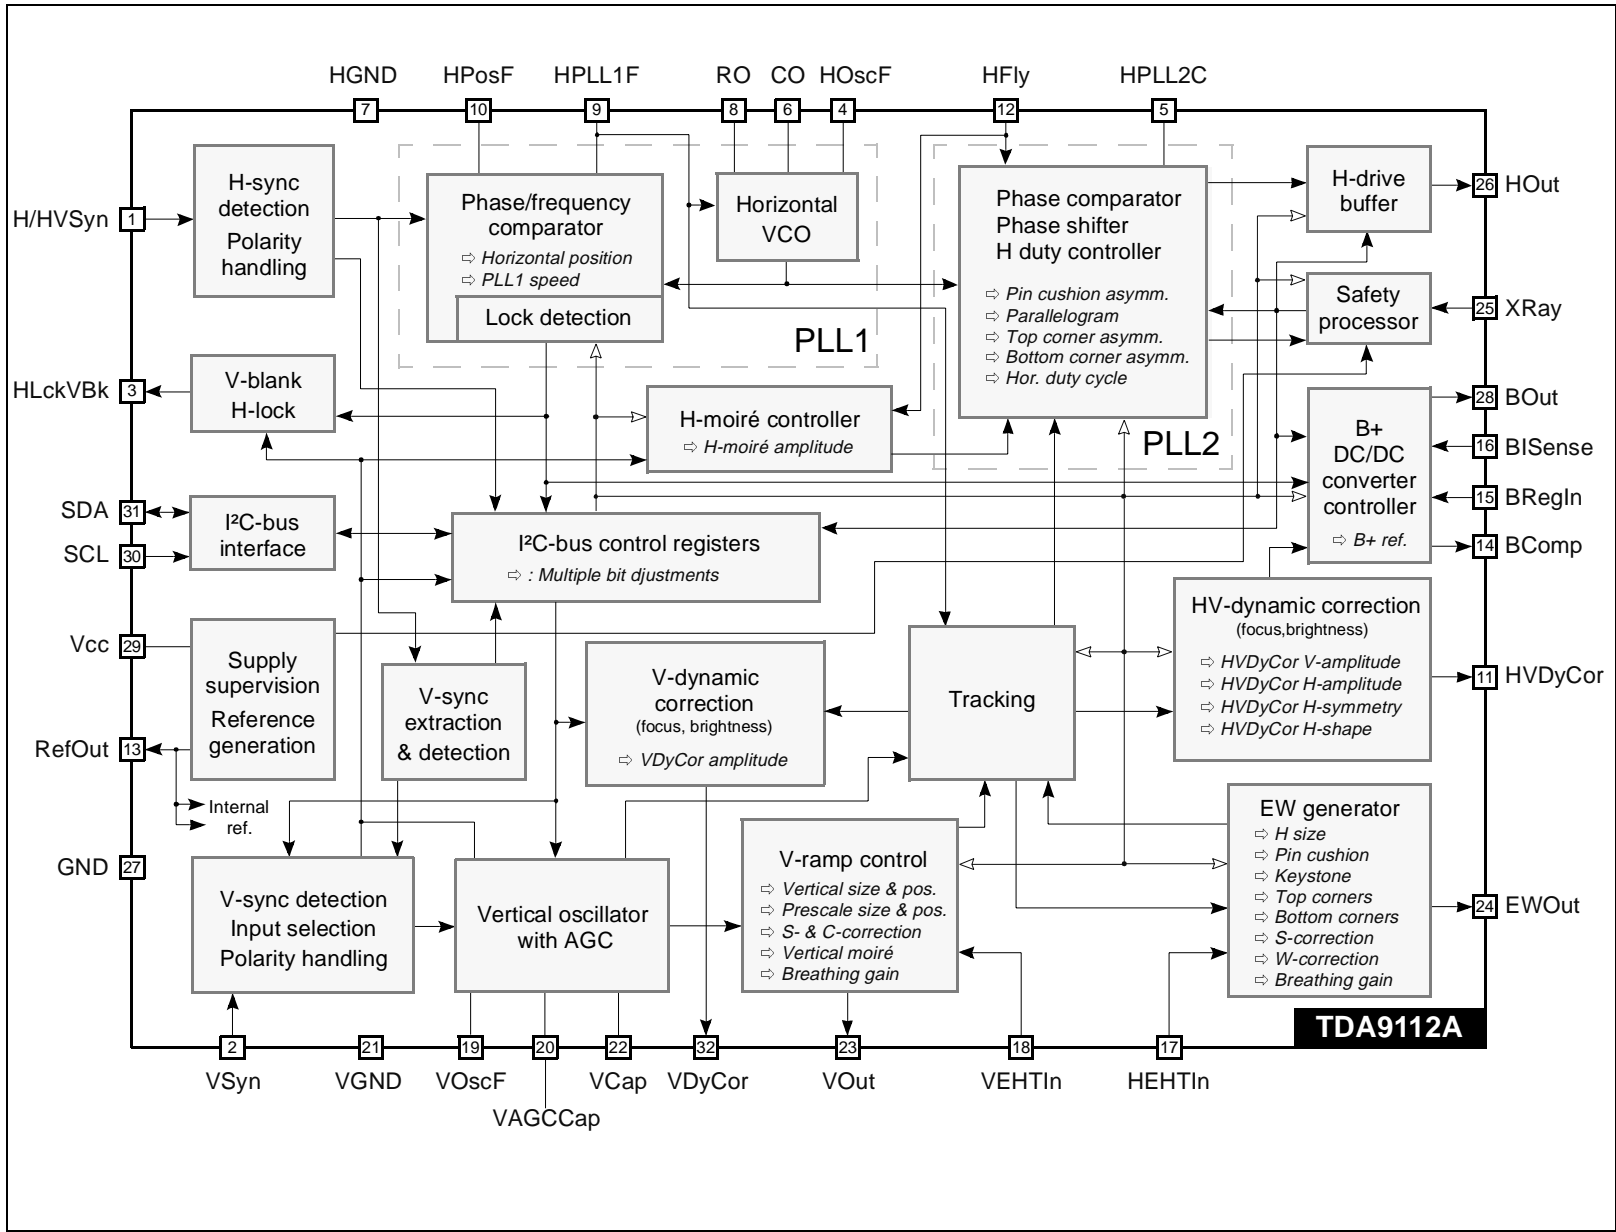 HGND
HPosF
HPLL1F
RO
CO
HOscF
HFly
HPLL2C
7
10
9
8
6
4
12
5
H/HVSyn
1
H-sync
detection
Polarity
handling
Phase/frequency
comparator
⇨ Horizontal position
⇨ PLL1 speed
Lock detection
PLL1
Horizontal
VCO
Phase comparator
Phase shifter
H duty controller
⇨ Pin cushion asymm.
⇨ Parallelogram
⇨ Top corner asymm.
⇨ Bottom corner asymm.
⇨ Hor. duty cycle
PLL2
H-drive
buffer
26
HOut
Safety
processor
25
XRay
HLckVBk
3
V-blank
H-lock
H-moiré controller
⇨ H-moiré amplitude
B+
DC/DC
converter
controller
⇨ B+ ref.
28
BOut
16
BISense
15
BRegIn
14
BComp
SDA
31
SCL
30
I²C-bus
interface
I²C-bus control registers
⇨ : Multiple bit djustments
Vcc
29
Supply
supervision
Reference
generation
RefOut
13
Internal
ref.
V-sync
extraction
& detection
V-dynamic
correction
(focus, brightness)
⇨ VDyCor amplitude
Tracking
HV-dynamic correction
(focus,brightness)
⇨ HVDyCor V-amplitude
⇨ HVDyCor H-amplitude
⇨ HVDyCor H-symmetry
⇨ HVDyCor H-shape
11
HVDyCor
GND
27
V-sync detection
Input selection
Polarity handling
Vertical oscillator
with AGC
V-ramp control
⇨ Vertical size & pos.
⇨ Prescale size & pos.
⇨ S- & C-correction
⇨ Vertical moiré
⇨ Breathing gain
EW generator
⇨ H size
⇨ Pin cushion
⇨ Keystone
⇨ Top corners
⇨ Bottom corners
⇨ S-correction
⇨ W-correction
⇨ Breathing gain
24
EWOut
TDA9112A
2
21
19
20
22
32
23
18
17
VSyn
VGND
VOscF
VCap
VDyCor
VOut
VEHTIn
HEHTIn
VAGCCap